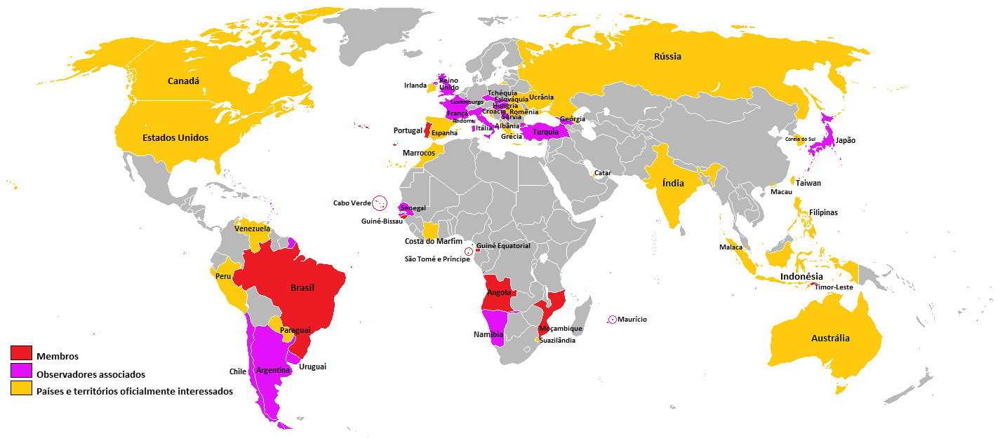 Rússia
Canadá
Irlanda
Reino
Unido
Tchéquia
Eslováquia
Ucrânia
Luxemburgo
Hungria
Croácia
Romênia
França
Sérvia
Andorra
Geórgia
Itália
Albânia
Portugal
Espanha
Turquia
Grécia
Estados Unidos
Coreia do Sul
Japão
Marrocos
Catar
Índia
Taiwan
Macau
Cabo Verde
Senegal
Filipinas
Guiné-Bissau
Venezuela
Costa do Marfim
Guiné Equatorial
Malaca
São Tomé e Príncipe
Peru
Indonésia
Brasil
Timor-Leste
Angola
Maurício
Paraguai
Moçambique
Namíbia
Suazilândia
Austrália
Membros
Uruguai
Chile
Argentina
Observadores associados
Países e territórios oficialmente interessados